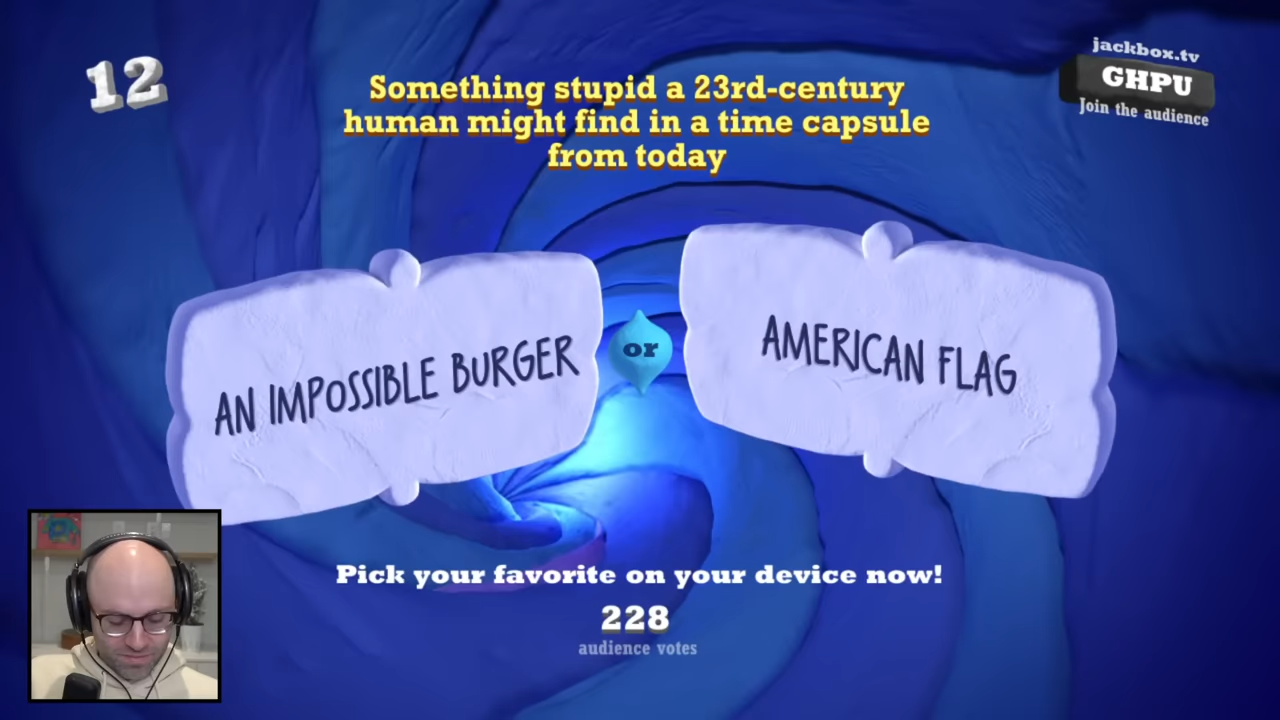 12
Something stupid a 23rd-century
human might find in a time capsule
from today
jackbox.tv
GHPU
Join the audience
AN IMPOSSIBLE BURGER
or
AMERICAN FLAG
Pick your favorite on your device now!
228
audience votes